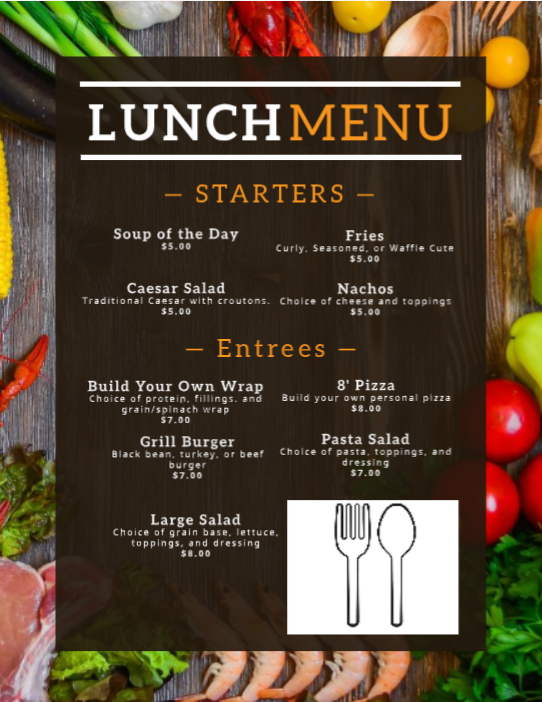 LUNCH MENU
— STARTERS —
Soup of the Day
$5.00
Fries
Curly, Seasoned, or Waffle Cute
$5.00
Caesar Salad
Traditional Caesar with croutons.
$5.00
Nachos
Choice of cheese and toppings
$5.00
— Entrees —
Build Your Own Wrap
Choice of protein, fillings, and
grain/spinach wrap
$7.00
8' Pizza
Build your own personal pizza
$8.00
Grill Burger
Black bean, turkey, or beef
burger
$7.00
Pasta Salad
Choice of pasta, toppings, and
dressing
$7.00
Large Salad
Choice of grain base, lettuce,
toppings, and dressing
$8.00